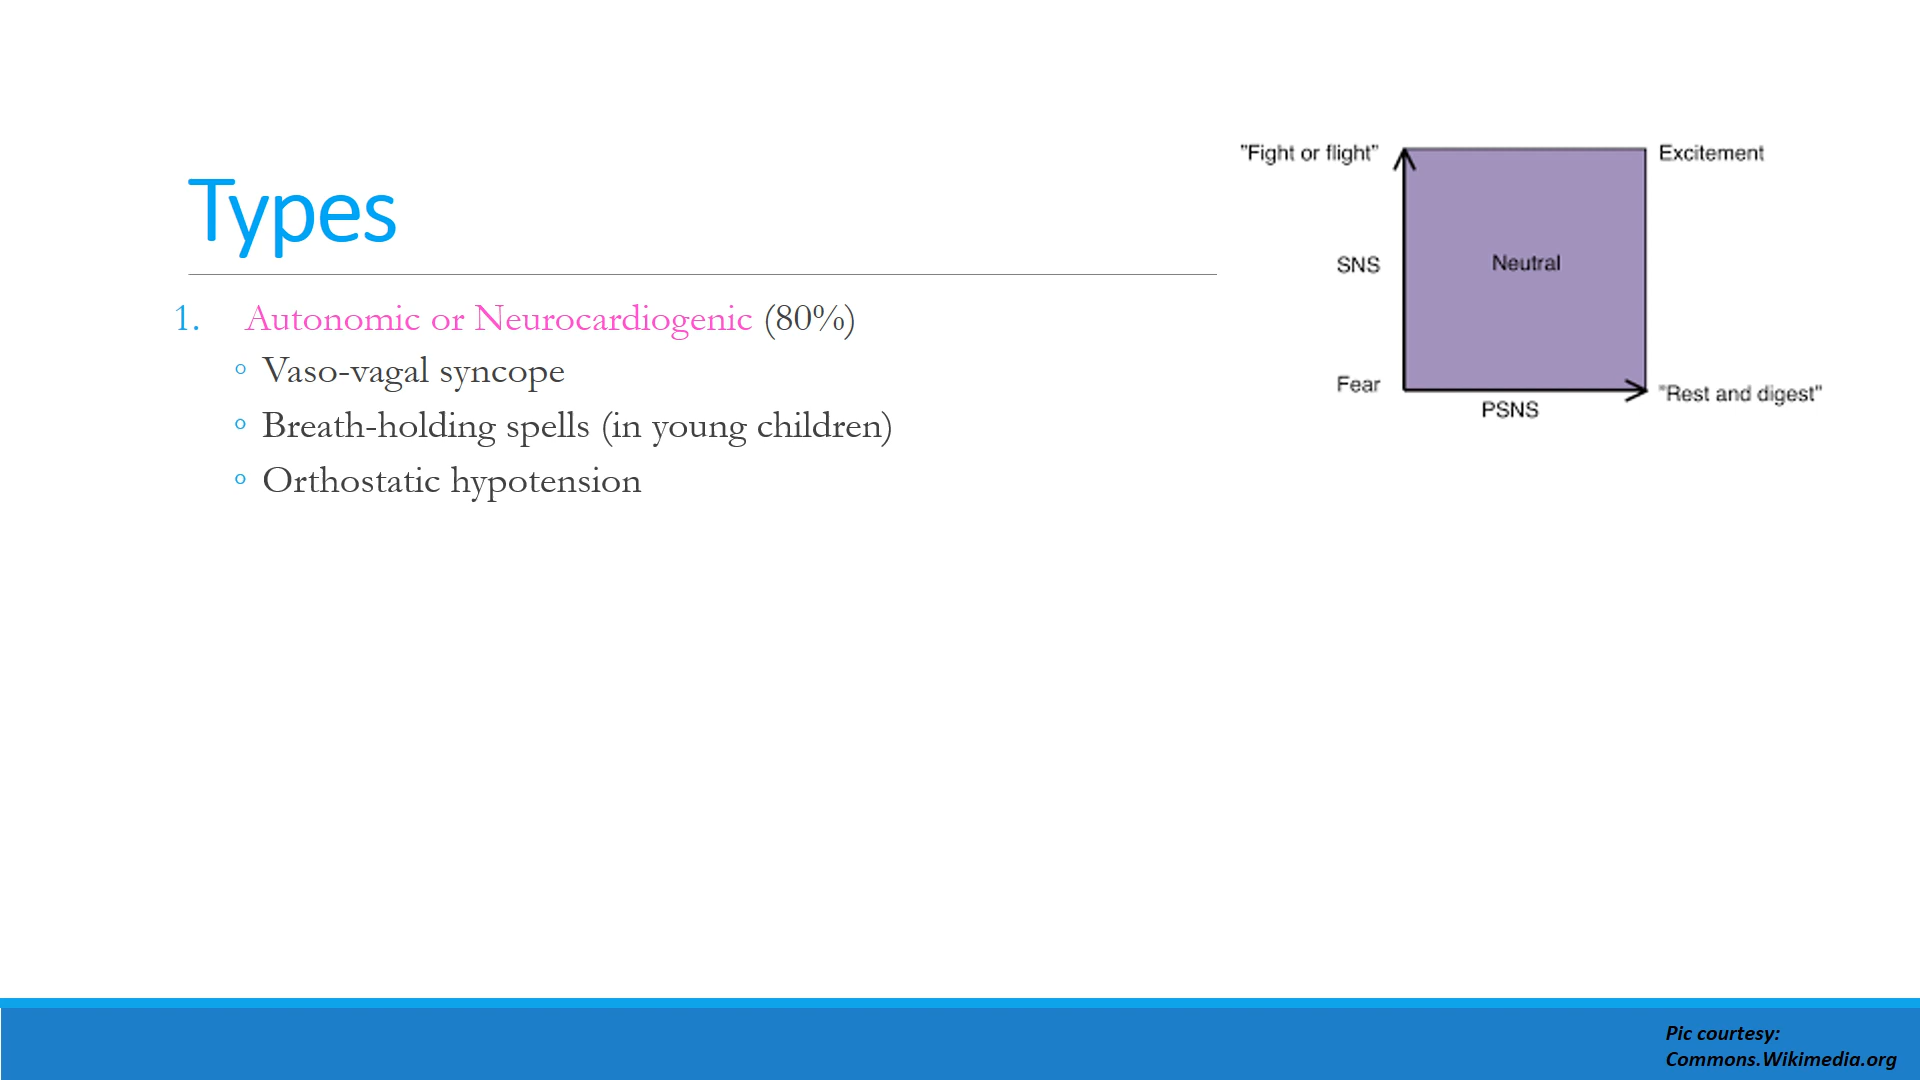 Types
1. Autonomic or Neurocardiogenic (80%)
° Vaso-vagal syncope
° Breath-holding spells (in young children)
° Orthostatic hypotension
"Fight or flight"
Excitement
SNS
Neutral
Fear
PSNS
"Rest and digest"
Pic courtesy:
Commons.Wikimedia.org